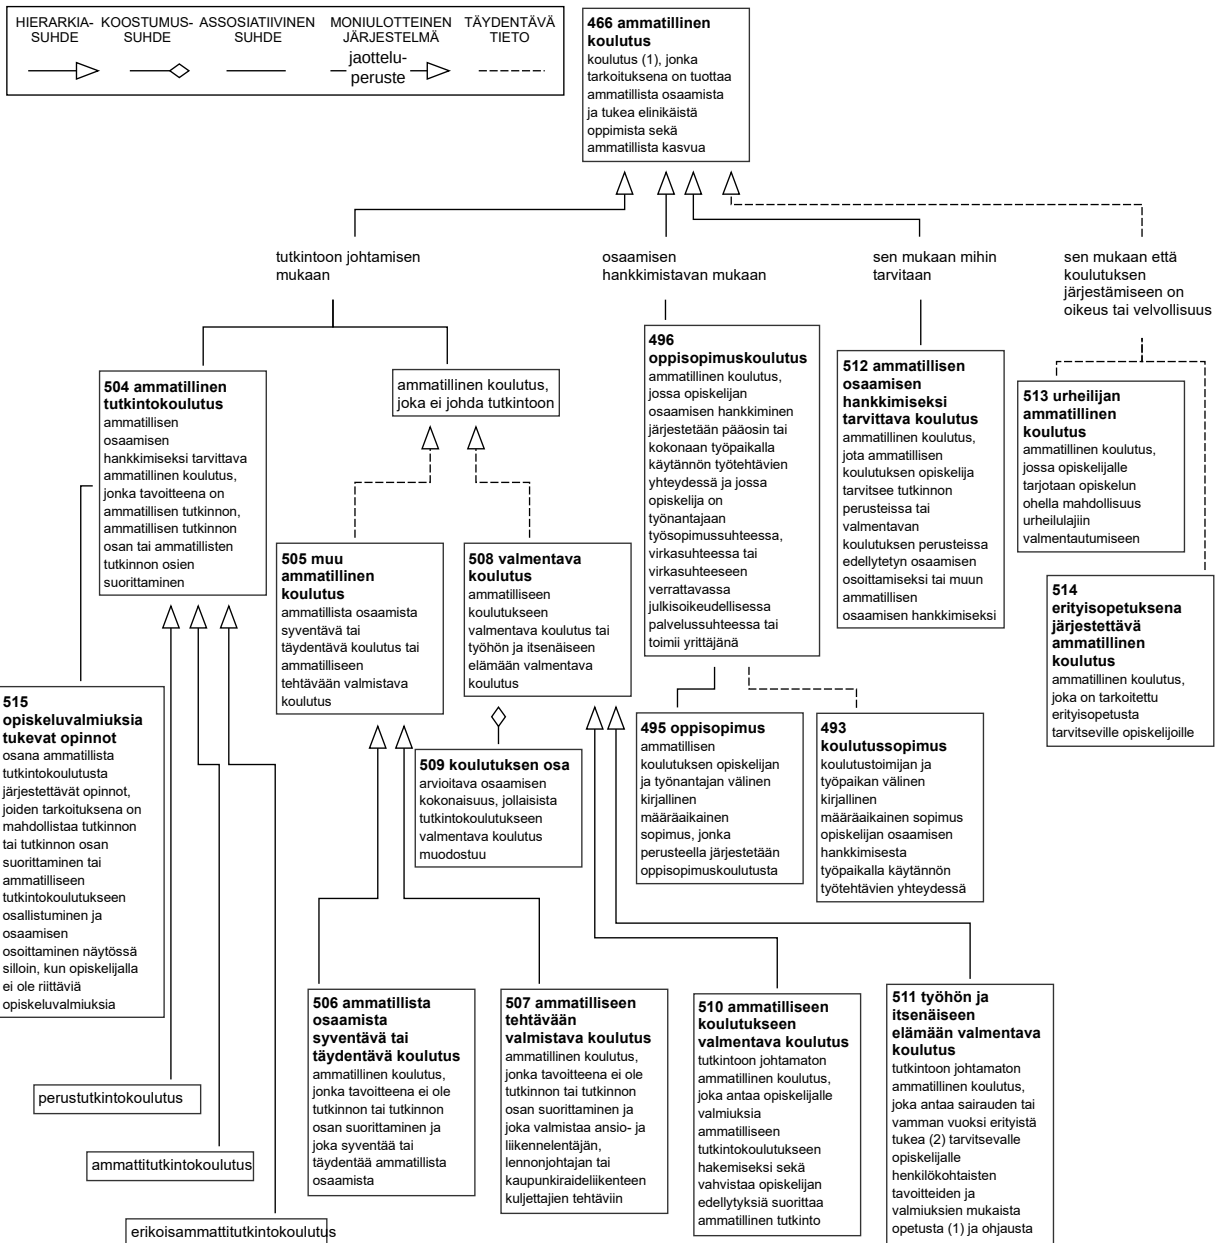 HIERARKIA-
SUHDE
KOOSTUMUS-
SUHDE
ASSOSIATIIVINEN
SUHDE
MONIULOTTEINEN
JÄRJESTELMÄ
jaottelu-
peruste
TÄYDENTÄVÄ
TIETO
466 ammatillinen
koulutus
koulutus (1), jonka
tarkoituksena on tuottaa
ammatillista osaamista
ja tukea elinikäistä
oppimista sekä
ammatillista kasvua
tutkintoon johtamisen
mukaan
osaamisen
hankkimistavan mukaan
sen mukaan mihin
tarvitaan
sen mukaan että
koulutuksen
järjestämiseen on
oikeus tai velvollisuus
504 ammatillinen
tutkintokoulutus
ammatillisen
osaamisen
hankkimiseksi tarvittava
ammatillinen koulutus,
jonka tavoitteena on
ammatillisen tutkinnon,
ammatillisen tutkinnon
osan tai ammatillisten
tutkinnon osien
suorittaminen
ammatillinen koulutus,
joka ei johda tutkintoon
496
oppisopimuskoulutus
ammatillinen koulutus,
jossa opiskelijan
osaamisen hankkiminen
järjestetään pääosin tai
kokonaan työpaikalla
käytännön työtehtävien
yhteydessä ja jossa
opiskelija on
työnantajaan
työsopimussuhteessa,
virkasuhteessa tai
virkasuhteeseen
verrattavassa
julkisoikeudellisessa
palvelussuhteessa tai
toimii yrittäjänä
512 ammatillisen
osaamisen
hankkimiseksi
tarvittava koulutus
ammatillinen koulutus,
jota ammatillisen
koulutuksen opiskelija
tarvitsee tutkinnon
perusteissa tai
valmentavan
koulutuksen perusteissa
edellytetyn osaamisen
osoittamiseksi tai muun
ammatillisen
osaamisen hankkimiseksi
513 urheilijan
ammatillinen
koulutus
ammatillinen koulutus,
jossa opiskelijalle
tarjotaan opiskelun
ohella mahdollisuus
urheilulajiin
valmentautumiseen
514
erityisopetuksena
järjestettävä
ammatillinen
koulutus
ammatillinen koulutus,
joka on tarkoitettu
erityisopetusta
tarvitseville opiskelijoille
505 muu
ammatillinen
koulutus
ammatillista osaamista
syventävä tai
täydentävä koulutus tai
ammatilliseen
tehtävään valmistava
koulutus
508 valmentava
koulutus
ammatilliseen
koulutukseen
valmentava koulutus tai
työhön ja itsenäiseen
elämään valmentava
koulutus
515
opiskeluvalmiuksia
tukevat opinnot
osana ammatillista
tutkintokoulutusta
järjestettävät opinnot,
joiden tarkoituksena on
mahdollistaa tutkinnon
tai tutkinnon osan
suorittaminen tai
ammatilliseen
tutkintokoulutukseen
osallistuminen ja
osaamisen
osoittaminen näytössä
silloin, kun opiskelijalla
ei ole riittäviä
opiskeluvalmiuksia
509 koulutuksen osa
arvioitava osaamisen
kokonaisuus, jollaisista
tutkintokoulutukseen
valmentava koulutus
muodostuu
495 oppisopimus
ammatillisen
koulutuksen opiskelijan
ja työnantajan välinen
kirjallinen
määräaikainen
sopimus, jonka
perusteella järjestetään
oppisopimuskoulutusta
493
koulutussopimus
koulutustoimijan ja
työpaikan välinen
kirjallinen
määräaikainen sopimus
opiskelijan osaamisen
hankkimisesta
työpaikalla käytännön
työtehtävien yhteydessä
506 ammatillista
osaamista
syventävä tai
täydentävä koulutus
ammatillinen koulutus,
jonka tavoitteena ei ole
tutkinnon tai tutkinnon
osan suorittaminen ja
joka syventää tai
täydentää ammatillista
osaamista
507 ammatilliseen
tehtävään
valmistava koulutus
ammatillinen koulutus,
jonka tavoitteena ei ole
tutkinnon tai tutkinnon
osan suorittaminen ja
joka valmistaa ansio- ja
liikennelentäjän,
lennonjohtajan tai
kaupunkiraideliikenteen
kuljettajien tehtäviin
510 ammatilliseen
koulutukseen
valmentava koulutus
tutkintoon johtamaton
ammatillinen koulutus,
joka antaa opiskelijalle
valmiuksia
ammatilliseen
tutkintokoulutukseen
hakemiseksi sekä
vahvistaa opiskelijan
edellytyksiä suorittaa
ammatillinen tutkinto
511 työhön ja
itsenäiseen
elämään valmentava
koulutus
tutkintoon johtamaton
ammatillinen koulutus,
joka antaa sairauden tai
vamman vuoksi erityistä
tukea (2) tarvitsevalle
opiskelijalle
henkilökohtaisten
tavoitteiden ja
valmiuksien mukaista
opetusta (1) ja ohjausta
perustutkintokoulutus
ammattitutkintokoulutus
erikoisammattitutkintokoulutus